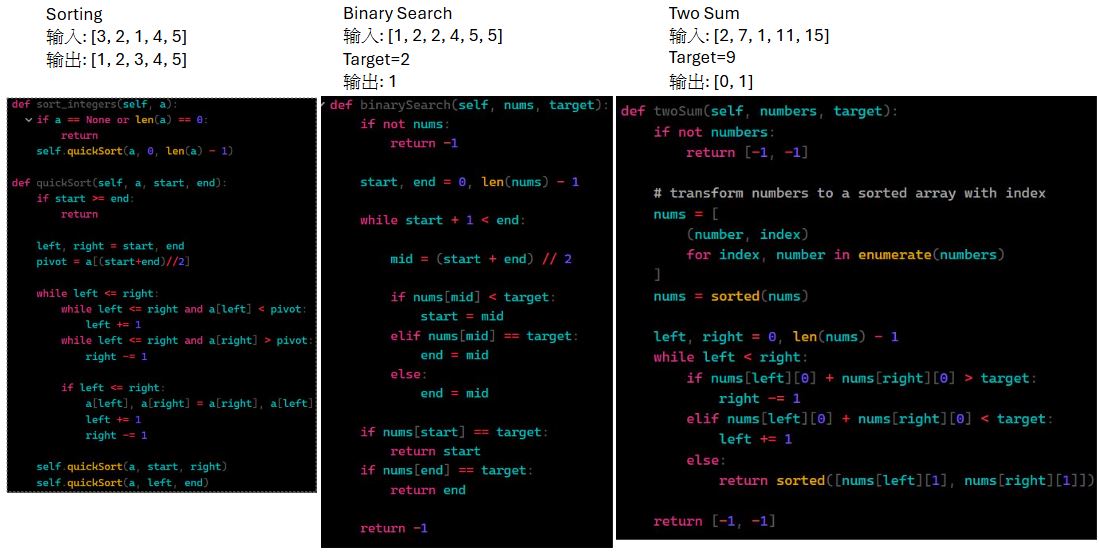 Sorting
输入: [3, 2, 1, 4, 5]
输出: [1, 2, 3, 4, 5]
def sort_integers(self, a):
    if a == None or len(a) == 0:
        return
    self.quickSort(a, 0, len(a) - 1)
def quickSort(self, a, start, end):
    if start >= end:
        return
    left, right = start, end
    pivot = a[(start+end)//2]
    while left <= right:
        while left <= right and a[left] < pivot:
            left += 1
        while left <= right and a[right] > pivot:
            right -= 1
        if left <= right:
            a[left], a[right] = a[right], a[left]
            left += 1
            right -= 1
    self.quickSort(a, start, right)
    self.quickSort(a, left, end)
Binary Search
输入: [1, 2, 2, 4, 5, 5]
Target=2
输出: 1
def binarySearch(self, nums, target):
    if not nums:
        return -1
    start, end = 0, len(nums) - 1
    while start + 1 < end:
        mid = (start + end) // 2
        if nums[mid] < target:
            start = mid
        elif nums[mid] == target:
            end = mid
        else:
            end = mid
    if nums[start] == target:
        return start
    if nums[end] == target:
        return end
    return -1
Two Sum
输入: [2, 7, 1, 11, 15]
Target=9
输出: [0, 1]
def twoSum(self, numbers, target):
    if not numbers:
        return [-1, -1]
    # transform numbers to a sorted array with index
    nums = [
        (number, index)
        for index, number in enumerate(numbers)
    ]
    nums = sorted(nums)
    left, right = 0, len(nums) - 1
    while left < right:
        if nums[left][0] + nums[right][0] > target:
            right -= 1
        elif nums[left][0] + nums[right][0] < target:
            left += 1
        else:
            return sorted([nums[left][1], nums[right][1]])
    return [-1, -1]